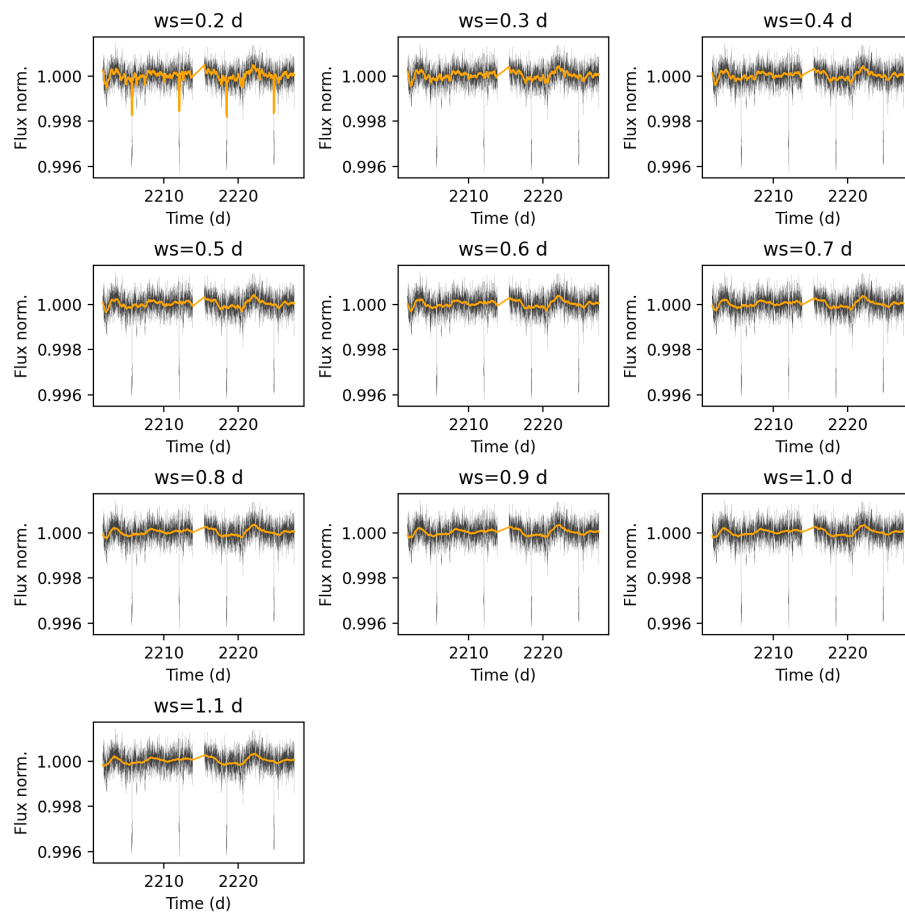 ws=0.2 d
ws=0.3 d
ws=0.4 d
Flux norm.
1.000
0.998
0.996
2210
2220
Time (d)
Flux norm.
1.000
0.998
0.996
2210
2220
Time (d)
Flux norm.
1.000
0.998
0.996
2210
2220
Time (d)
ws=0.5 d
ws=0.6 d
ws=0.7 d
Flux norm.
1.000
0.998
0.996
2210
2220
Time (d)
Flux norm.
1.000
0.998
0.996
2210
2220
Time (d)
Flux norm.
1.000
0.998
0.996
2210
2220
Time (d)
ws=0.8 d
ws=0.9 d
ws=1.0 d
Flux norm.
1.000
0.998
0.996
2210
2220
Time (d)
Flux norm.
1.000
0.998
0.996
2210
2220
Time (d)
Flux norm.
1.000
0.998
0.996
2210
2220
Time (d)
ws=1.1 d
Flux norm.
1.000
0.998
0.996
2210
2220
Time (d)